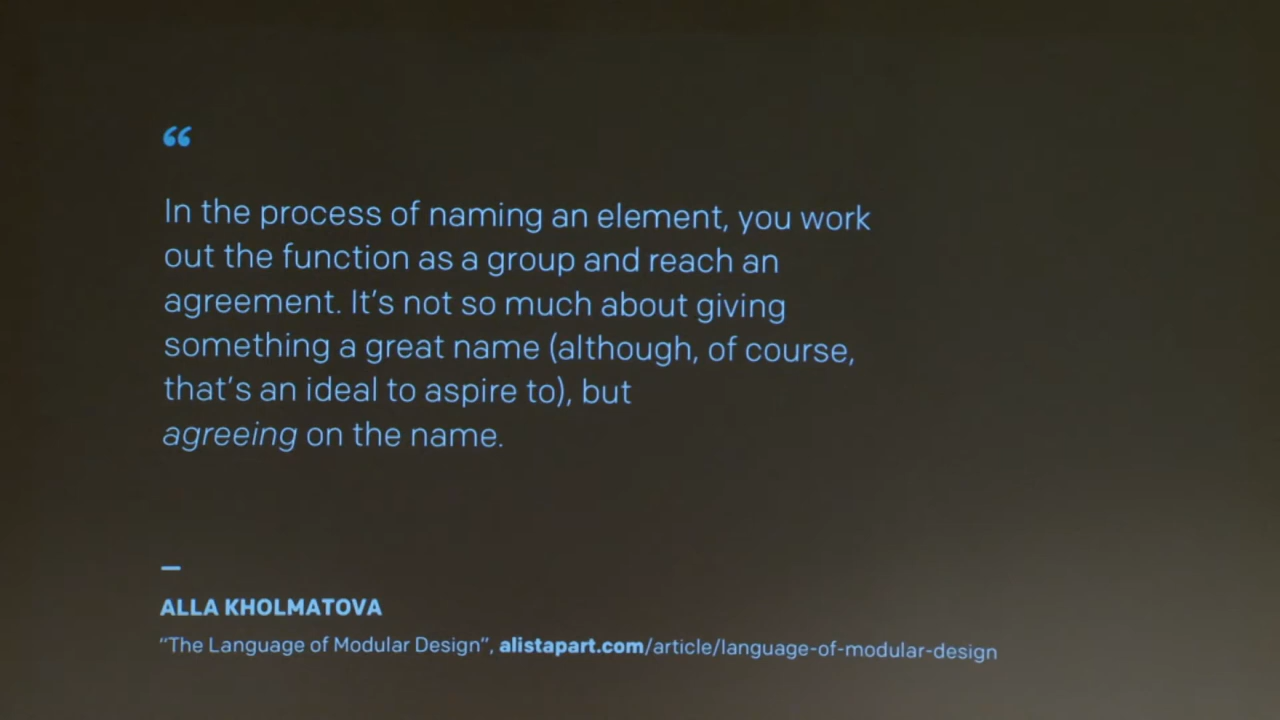 “
In the process of naming an element, you work
out the function as a group and reach an
agreement. It’s not so much about giving
something a great name (although, of course,
that’s an ideal to aspire to), but
agreeing on the name.
—
ALLA KHOLMATOVA
“The Language of Modular Design”, alistapart.com/article/language-of-modular-design